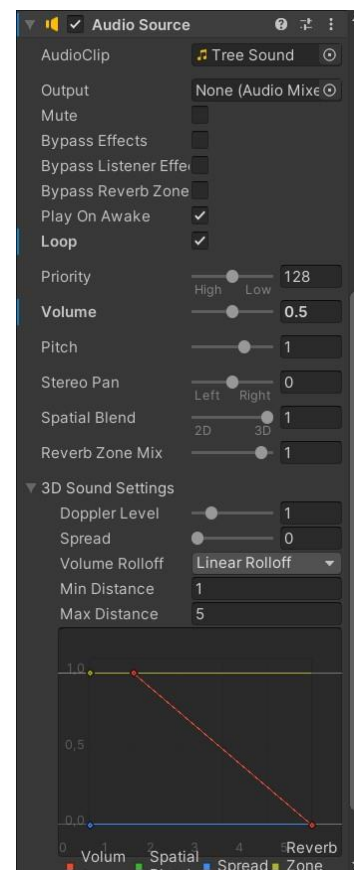 Audio Source
AudioClip Tree Sound
Output None (Audio Mixe
Mute
Bypass Effects
Bypass Listener Effe
Bypass Reverb Zone
Play On Awake
Loop
Priority 128
High Low
Volume 0.5
Pitch 1
Stereo Pan 0
Left Right
Spatial Blend 1
2D 3D
Reverb Zone Mix 1
3D Sound Settings
Doppler Level 1
Spread 0
Volume Rolloff Linear Rolloff
Min Distance 1
Max Distance 5
1,0
0,5
0,0
0 1 2 3 4 5
Volum Spatial Spread Reverb Zone